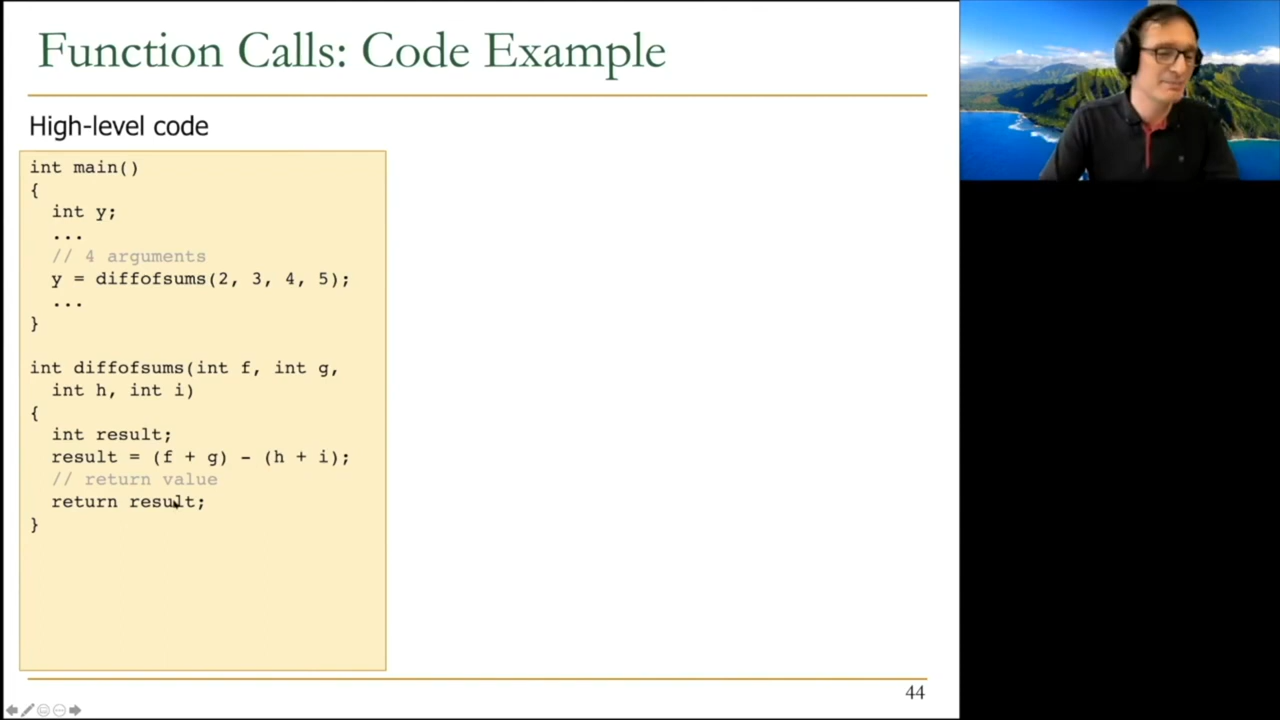 Function Calls: Code Example
High-level code
int main()
{
int y;
...
// 4 arguments
y = diffofsums(2, 3, 4, 5);
...
}
int diffofsums(int f, int g,
int h, int i)
{
int result;
result = (f + g) - (h + i);
// return value
return result;
}
44